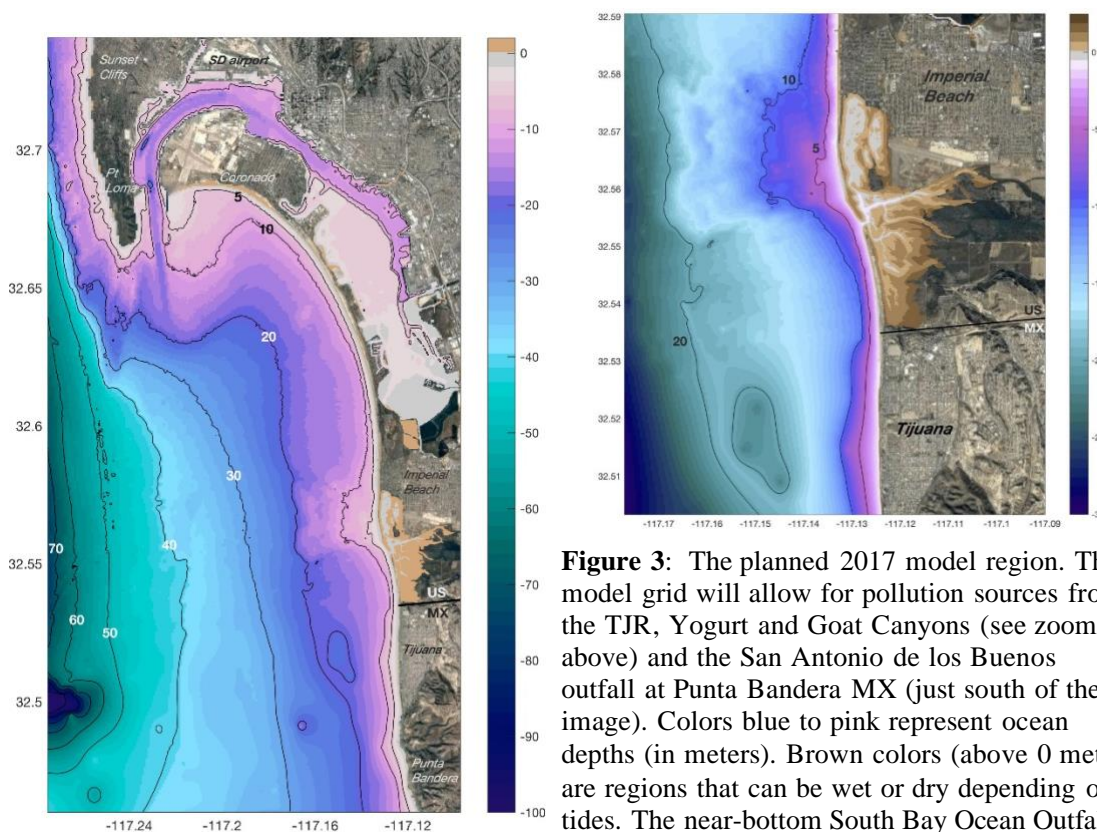 Sunset
Cliffs
SD airport
Pt
Loma
Coronado
5
10
20
30
40
50
60
70
Imperial
Beach
US
MX
Tijuana
Punta
Bandera
32.7
32.65
32.6
32.55
32.5
-117.24 -117.2 -117.16 -117.12
0
-10
-20
-30
-40
-50
-60
-70
-80
-90
-100
32.59
32.58
32.57
32.56
32.55
32.54
32.53
32.52
32.51
10
5
20
Imperial
Beach
US
MX
Tijuana
-117.17 -117.16 -117.15 -117.14 -117.13 -117.12 -117.11 -117.1 -117.09
0
Figure 3: The planned 2017 model region. Th
model grid will allow for pollution sources fro
the TJR, Yogurt and Goat Canyons (see zoom
above) and the San Antonio de los Buenos
outfall at Punta Bandera MX (just south of the
image). Colors blue to pink represent ocean
depths (in meters). Brown colors (above 0 met
are regions that can be wet or dry depending o
tides. The near-bottom South Bay Ocean Outfa